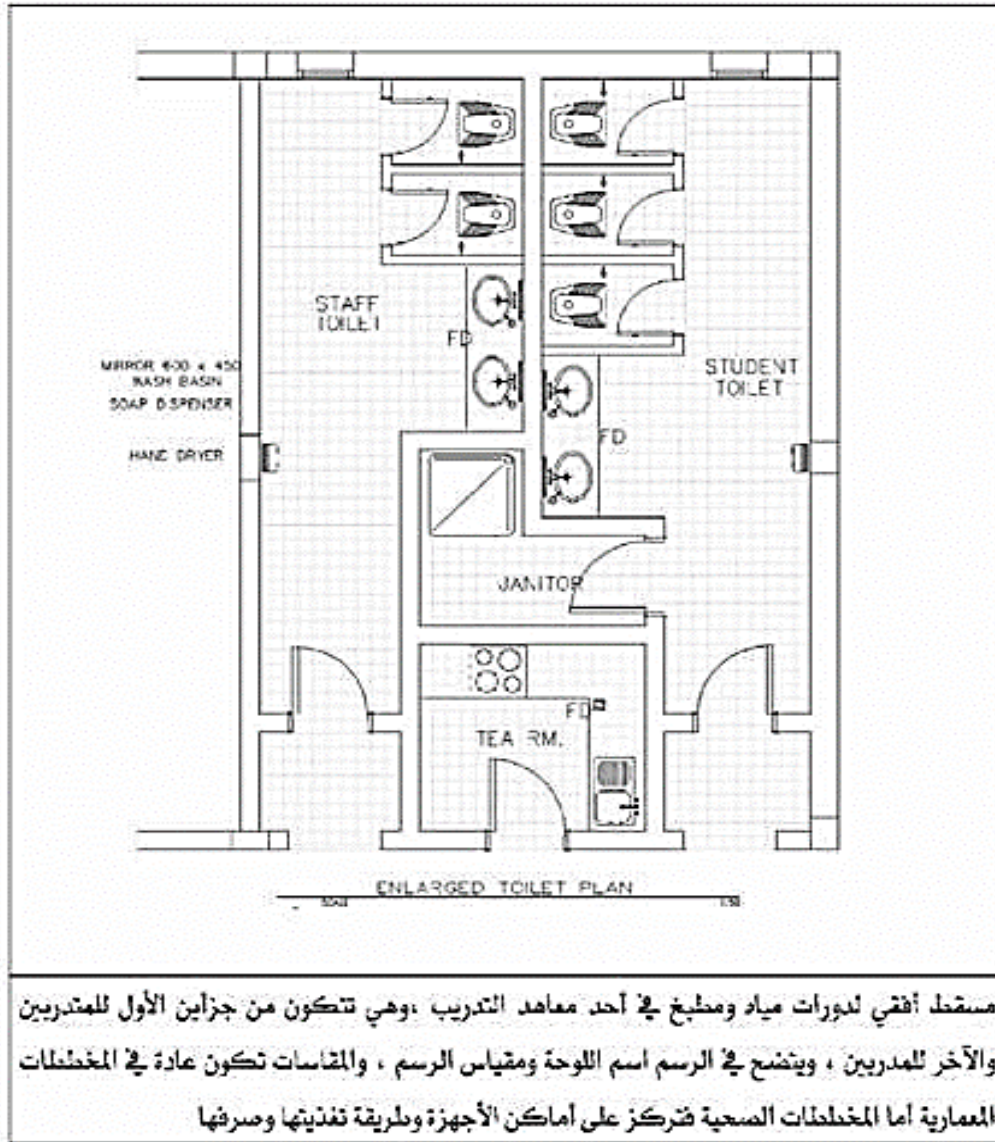 STAFF
TOILET
FD
MIRROR 600 x 450
WASH BASIN
SOAP DISPENSER
HAND DRYER
STUDENT
TOILET
FD
JANITOR
FD
TEA RM.
ENLARGED TOILET PLAN
SCALE 1:50
مسقط أفقي لدورات مياه ومطبخ في أحد معاهد التدريب ،وهي تتكون من جزأين الأول للمتدربين
والآخر للمدربين ، ويتضح في الرسم اسم اللوحة ومقياس الرسم ، والمقاسات تكون عادة في المخططات
المعمارية أما المخططات الصحية فتركز على أماكن الأجهزة وطريقة تغذيتها وصرفها